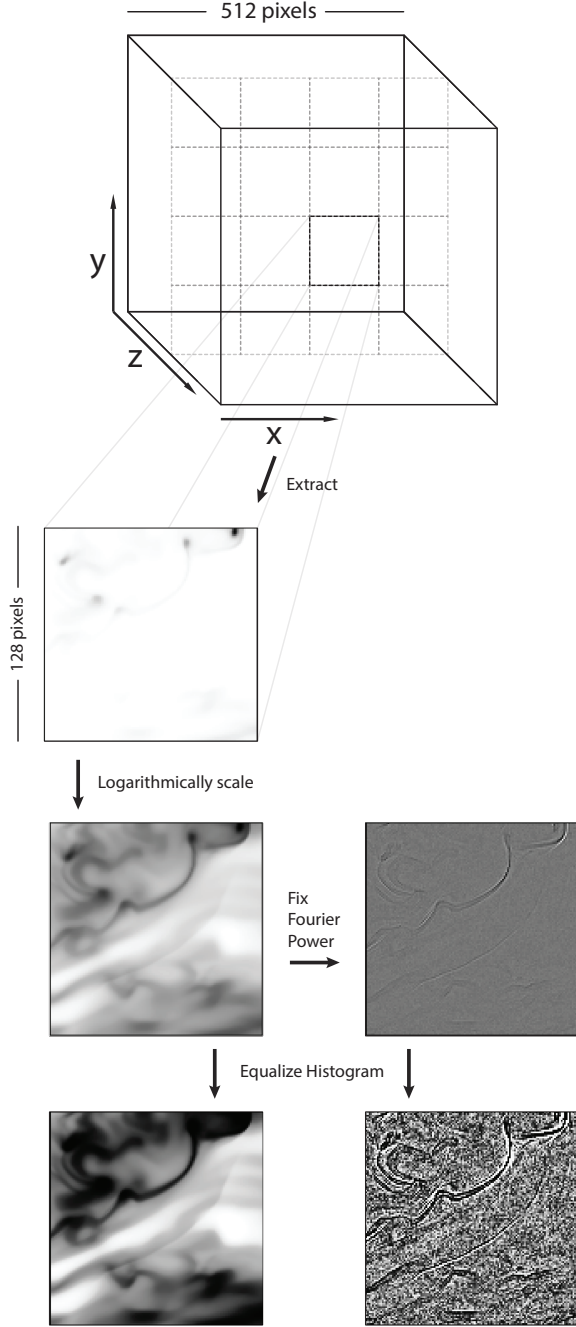 512 pixels
y
z
x
Extract
128 pixels
Logarithmically scale
Fix
Fourier
Power
Equalize Histogram